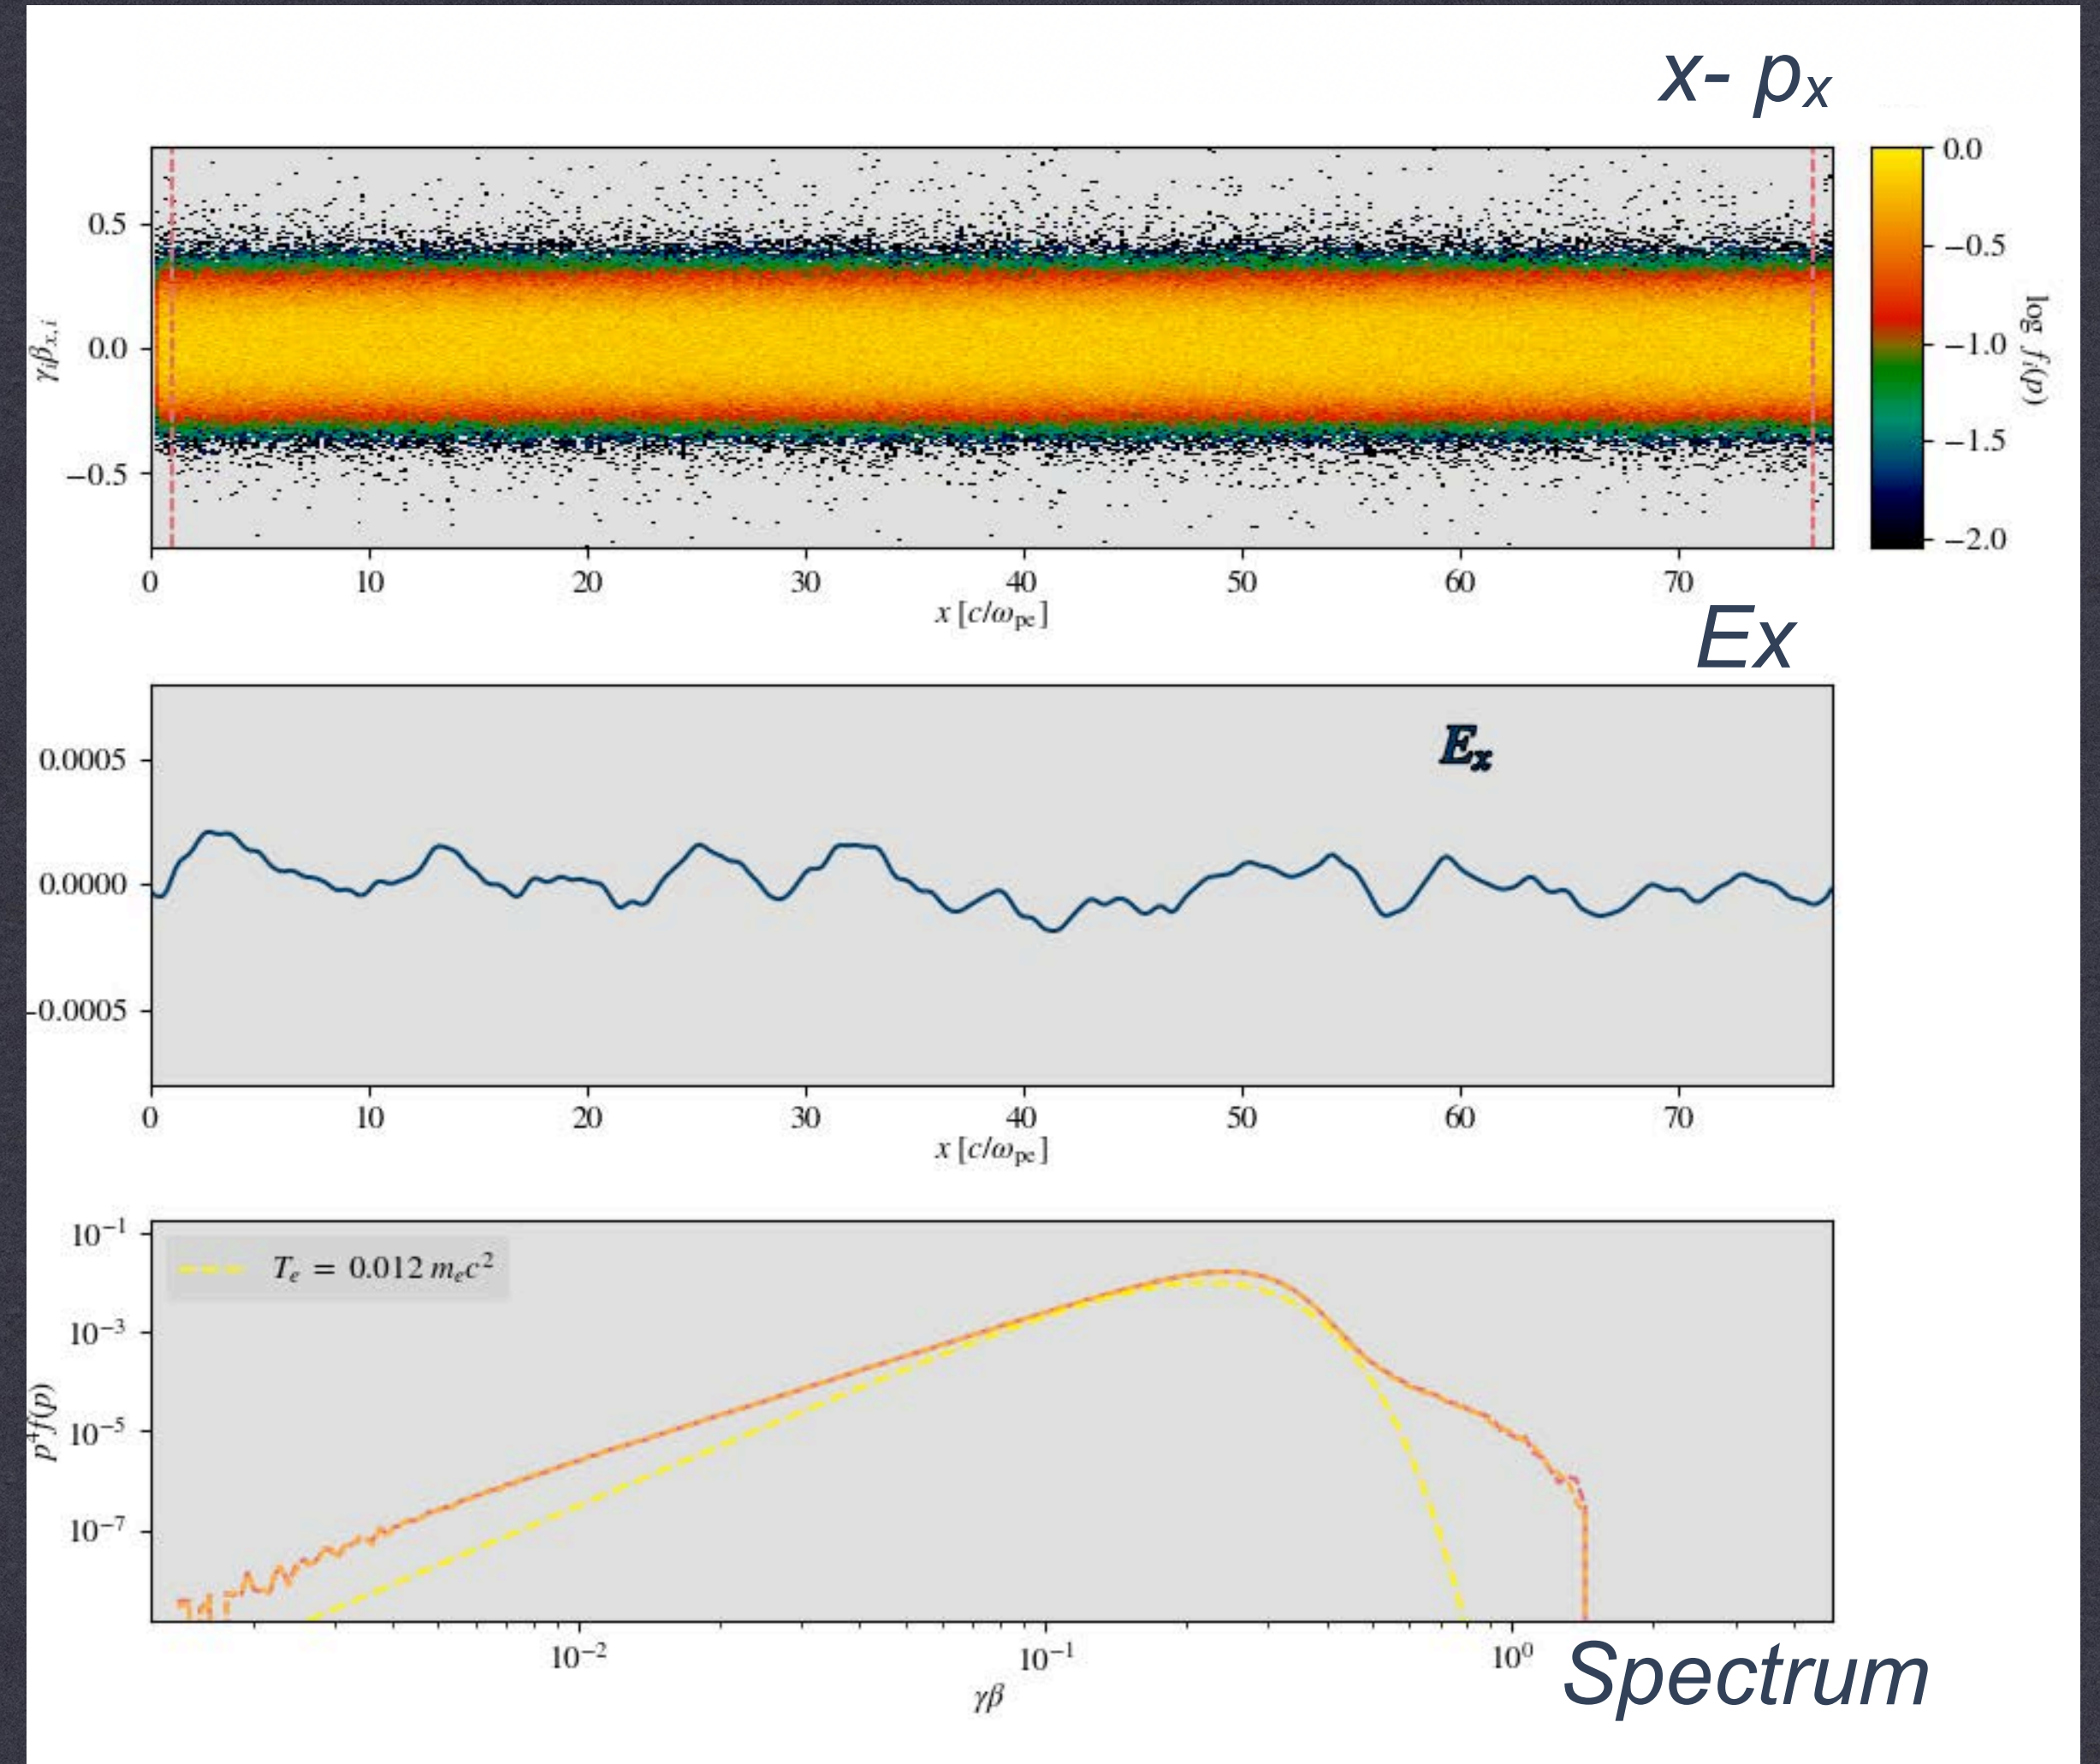 x- pₓ
0.5
0.0
−0.5
γᵢβₓ,ᵢ
0 10 20 30 40 50 60 70
x [c/ωpe]
0.0
−0.5
−1.0
−1.5
−2.0
log fᵢ(p)
Ex
Eₓ
0.0005
0.0000
−0.0005
0 10 20 30 40 50 60 70
x [c/ωpe]
10⁻¹
10⁻³
10⁻⁵
10⁻⁷
p⁴f(p)
Tₑ = 0.012 mₑc²
10⁻² 10⁻¹ 10⁰
γβ
Spectrum